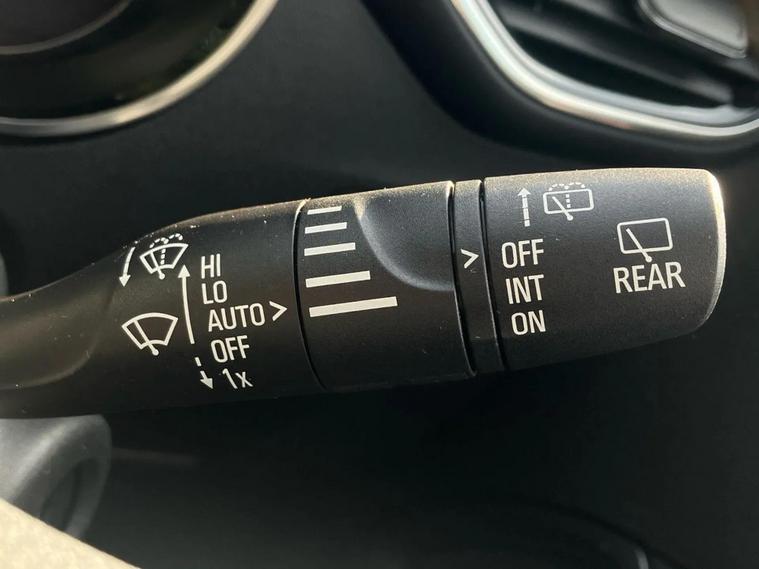 HI
LO
AUTO >
OFF
1x
>
OFF
INT
ON
REAR